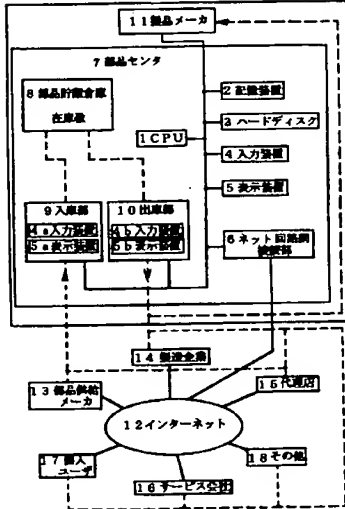 11製品メーカ
7部品センタ
8部品貯蔵倉庫
在庫数
1CPU
2記憶装置
3ハードディスク
4入力装置
5表示装置
9入庫部
4a入力装置
5a表示装置
10出庫部
4b入力装置
5b表示装置
6ネット回路網
接続部
14製造企業
13部品供給
メーカ
15代理店
12インターネット
17個人
ユーザ
18その他
16サービス会社